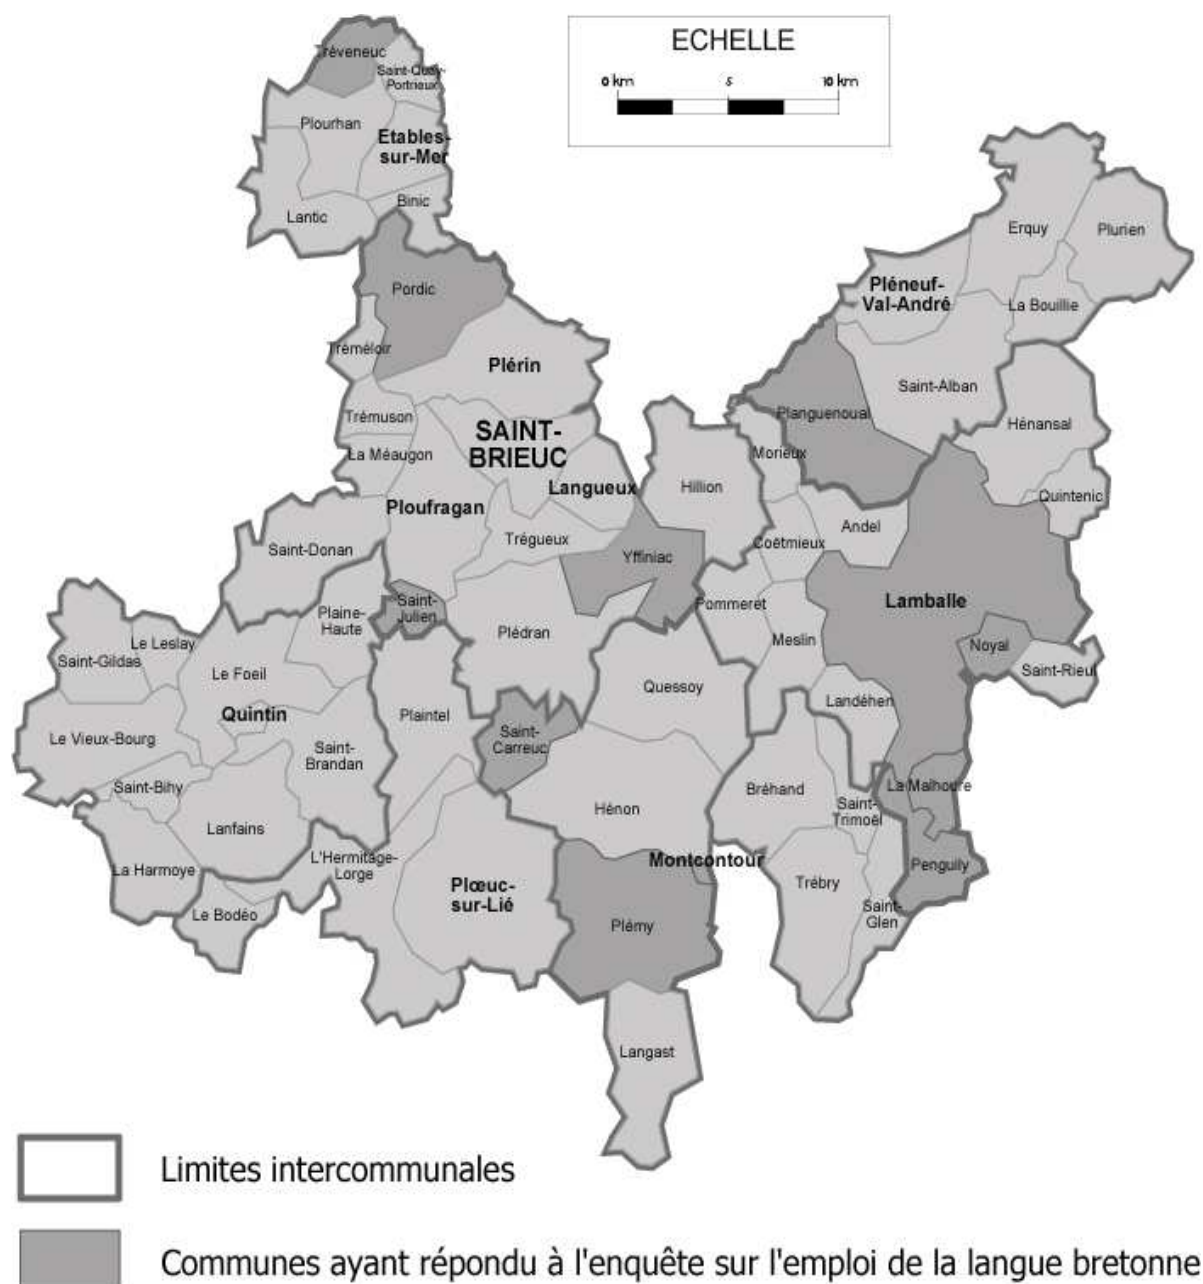 ECHELLE
0 km 5 10 km
Tréveneuc
Saint-Quay-
Portrieux
Plourhan
Etables-
sur-Mer
Binic
Lantic
Pordic
Tréméloir
Plérin
Trémuson
La Méaugon
SAINT-
BRIEUC
Langueux
Ploufragan
Trégueux
Saint-Donan
Yffiniac
Hillion
Saint-
Julien
Plaine-
Haute
Plédran
Erquy
Plurien
Pléneuf-
Val-André
La Bouillie
Saint-Alban
Planguenoual
Hénansal
Morieux
Quintenic
Andel
Coëtmieux
Lamballe
Pommeret
Meslin
Noyal
Saint-Rieul
Landéhen
Le Leslay
Saint-Gildas
Le Foeil
Quintin
Le Vieux-Bourg
Saint-
Brandan
Saint-Bihy
Lanfains
La Harmoye
Le Bodéo
L'Hermitage-
Lorge
Plaintel
Saint-
Carreuc
Quessoy
Hénon
Plœuc-
sur-Lié
Montcontour
Plémy
Langast
Bréhand
Saint-
Trimoël
Trébry
Saint-
Glen
La Malhoure
Penguily
Limites intercommunales
Communes ayant répondu à l'enquête sur l'emploi de la langue bretonne